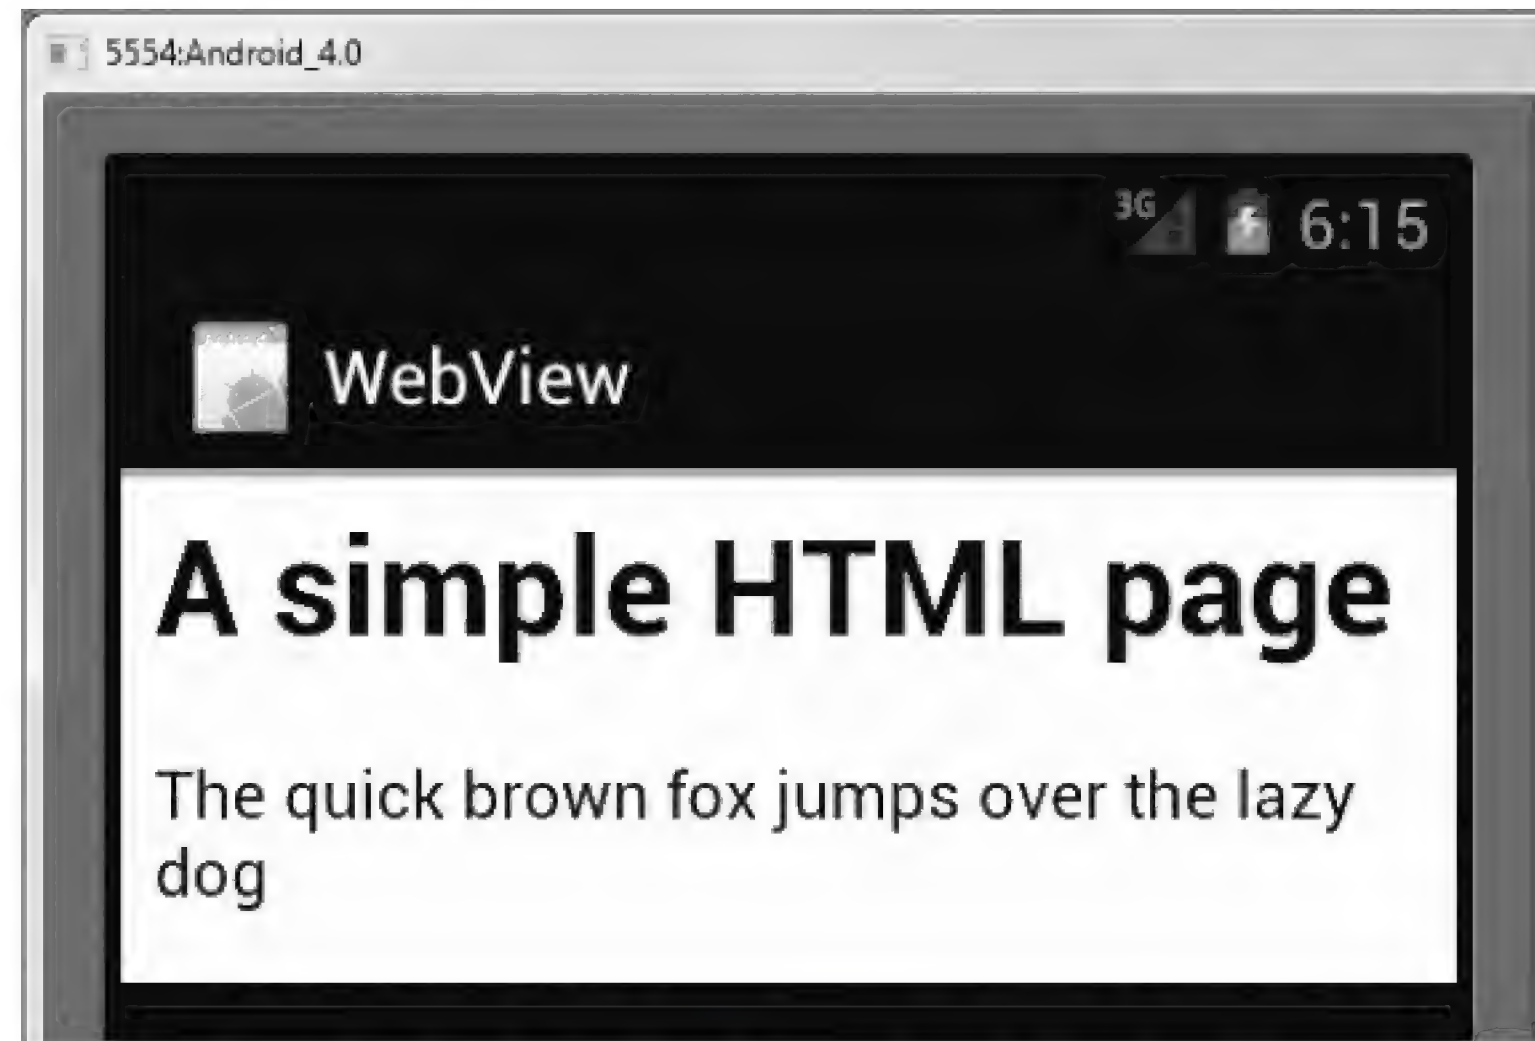 5554:Android_4.0
3G 6:15
WebView
A simple HTML page
The quick brown fox jumps over the lazy
dog